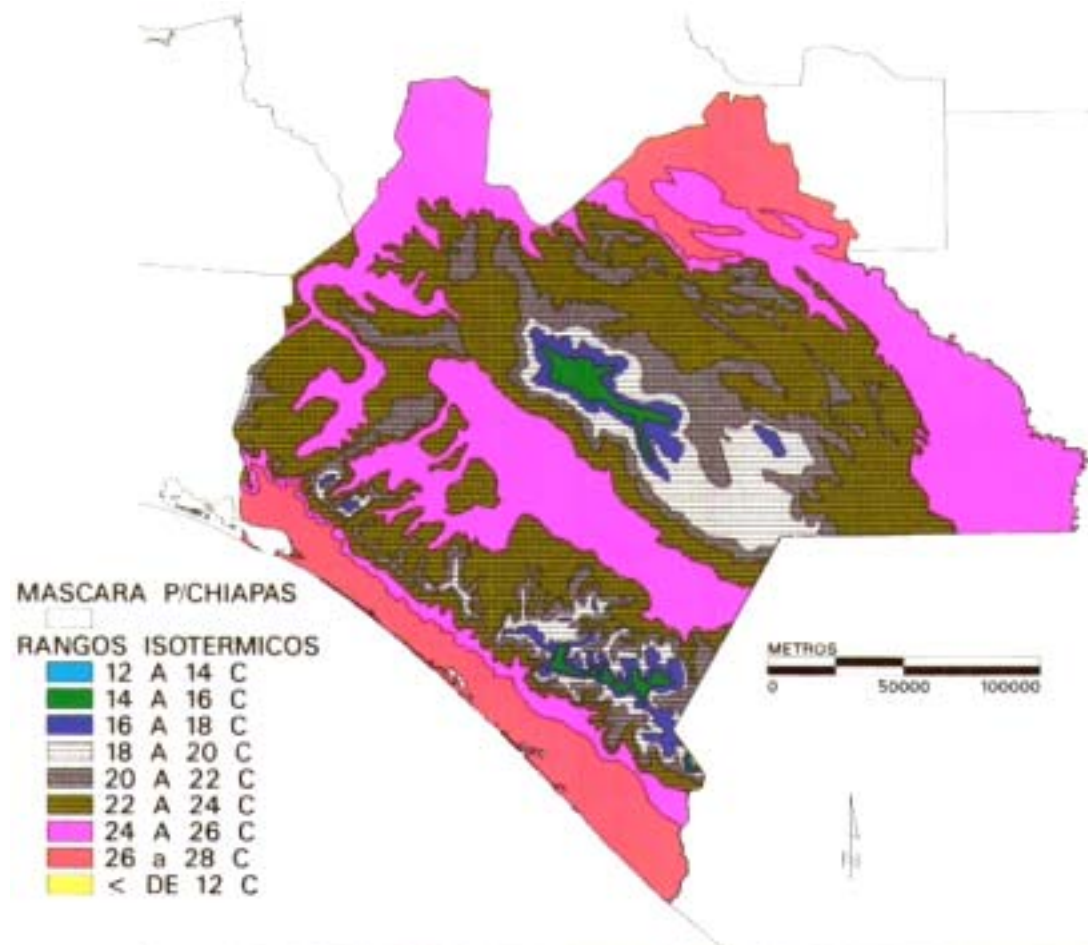 MASCARA P/CHIAPAS
RANGOS ISOTERMICOS
12 A 14 C
14 A 16 C
16 A 18 C
18 A 20 C
20 A 22 C
22 A 24 C
24 A 26 C
26 a 28 C
< DE 12 C
METROS
0 50000 100000